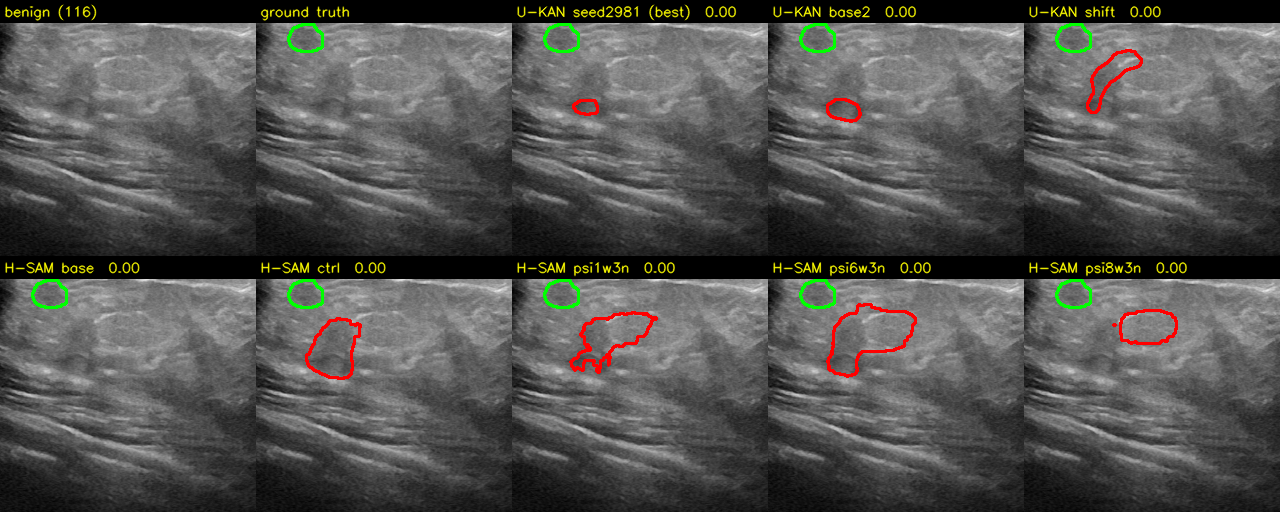 benign (116)
ground truth
U-KAN seed2981 (best) 0.00
U-KAN base2 0.00
U-KAN shift 0.00
H-SAM base 0.00
H-SAM ctrl 0.00
H-SAM psi1w3n 0.00
H-SAM psi6w3n 0.00
H-SAM psi8w3n 0.00